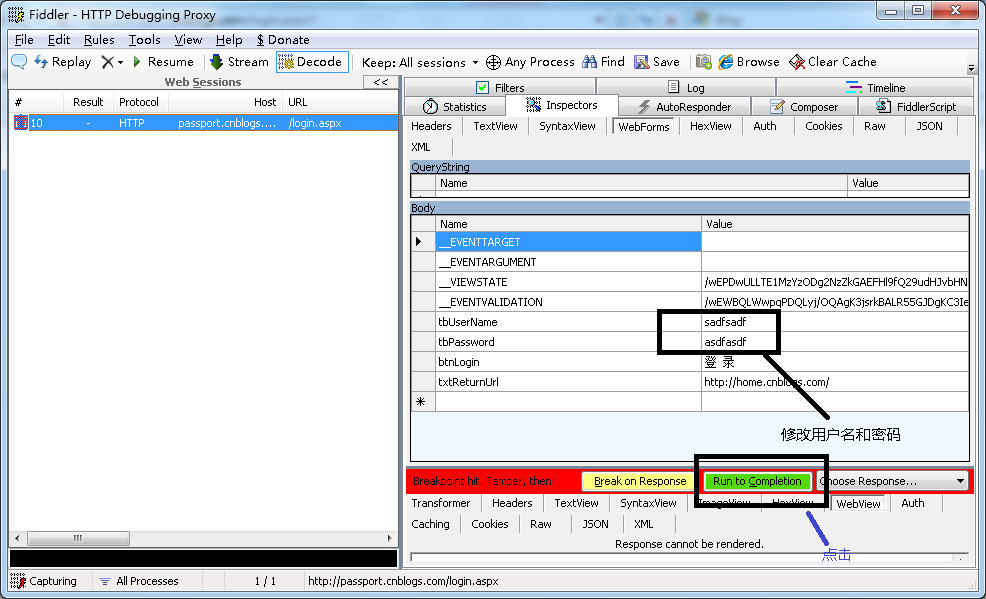 Fiddler - HTTP Debugging Proxy
File Edit Rules Tools View Help $ Donate
Replay Resume Stream Decode Keep: All sessions Any Process Find Save Browse Clear Cache
Web Sessions <<
# Result Protocol Host URL
10 - HTTP passport.cnblogs.... /login.aspx
Filters Log Timeline
Statistics Inspectors AutoResponder Composer FiddlerScript
Headers TextView SyntaxView WebForms HexView Auth Cookies Raw JSON
XML
QueryString
Name Value
Body
Name Value
__EVENTTARGET
__EVENTARGUMENT
__VIEWSTATE /wEPDwULLTE1MzYzODg2NzZkGAEFHl9fQ29udHJvbHN
__EVENTVALIDATION /wEWBQLWwpqPDQLyj/OQAgK3jsrkBALR55GJDgKC3Ie
tbUserName sadfsadf
tbPassword asdfasdf
btnLogin 登 录
txtReturnUrl http://home.cnblogs.com/
*
修改用户名和密码
Breakpoint hit. Tamper, then: Break on Response Run to Completion Choose Response...
Transformer Headers TextView SyntaxView ImageView HexView WebView Auth
Caching Cookies Raw JSON XML
Response cannot be rendered.
点击
Capturing All Processes 1 / 1 http://passport.cnblogs.com/login.aspx